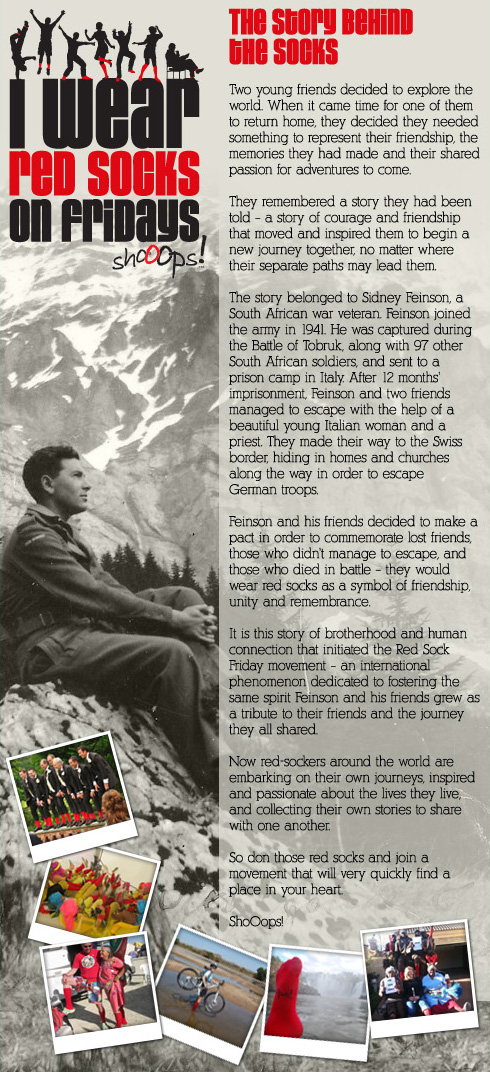 I wear
red socks
on fridays
shoOops!
The Story Behind
the Socks
Two young friends decided to explore the
world. When it came time for one of them
to return home, they decided they needed
something to represent their friendship, the
memories they had made and their shared
passion for adventures to come.
They remembered a story they had been
told – a story of courage and friendship
that moved and inspired them to begin a
new journey together, no matter where
their separate paths may lead them.
The story belonged to Sidney Feinson, a
South African war veteran. Feinson joined
the army in 1941. He was captured during
the Battle of Tobruk, along with 97 other
South African soldiers, and sent to a
prison camp in Italy. After 12 months'
imprisonment, Feinson and two friends
managed to escape with the help of a
beautiful young Italian woman and a
priest. They made their way to the Swiss
border, hiding in homes and churches
along the way in order to escape
German troops.
Feinson and his friends decided to make a
pact in order to commemorate lost friends,
those who didn't manage to escape, and
those who died in battle – they would
wear red socks as a symbol of friendship,
unity and remembrance.
It is this story of brotherhood and human
connection that initiated the Red Sock
Friday movement – an international
phenomenon dedicated to fostering the
same spirit Feinson and his friends grew as
a tribute to their friends and the journey
they all shared.
Now red-sockers around the world are
embarking on their own journeys, inspired
and passionate about the lives they live,
and collecting their own stories to share
with one another.
So don those red socks and join a
movement that will very quickly find a
place in your heart.
ShoOops!